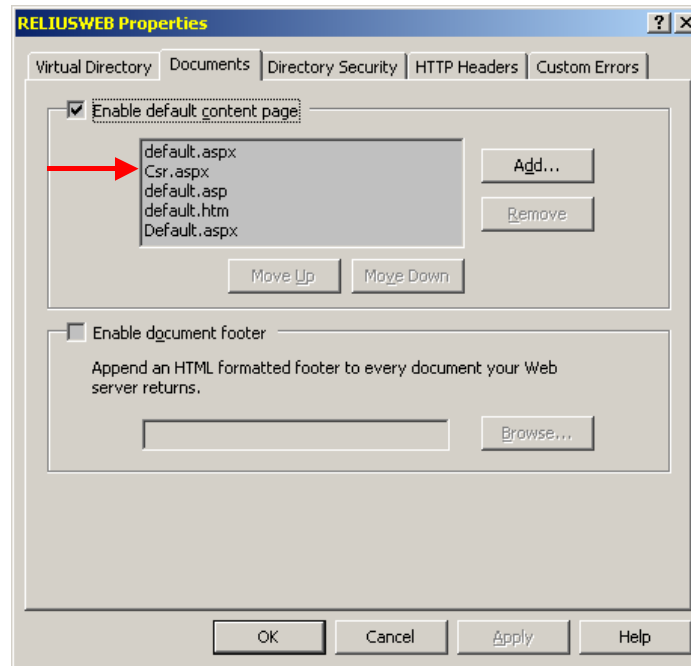 RELIUSWEB Properties
Virtual Directory Documents Directory Security HTTP Headers Custom Errors
Enable default content page
default.aspx
Csr.aspx
default.asp
default.htm
Default.aspx
Add...
Remove
Move Up Move Down
Enable document footer
Append an HTML formatted footer to every document your Web
server returns.
Browse...
OK Cancel Apply Help